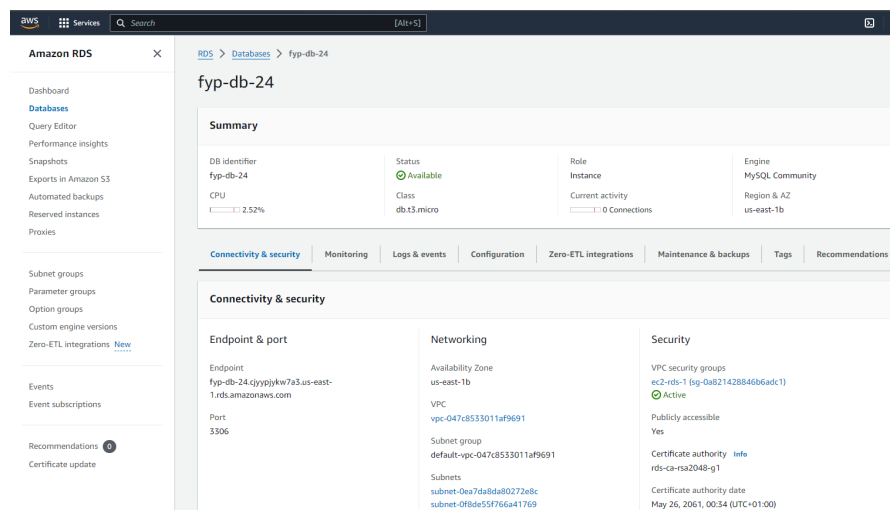 aws
Services
Search
[Alt+S]
Amazon RDS
Dashboard
Databases
Query Editor
Performance insights
Snapshots
Exports in Amazon S3
Automated backups
Reserved instances
Proxies
Subnet groups
Parameter groups
Option groups
Custom engine versions
Zero-ETL integrations New
Events
Event subscriptions
Recommendations 0
Certificate update
RDS > Databases > fyp-db-24
fyp-db-24
Summary
DB identifier
fyp-db-24
Status
Available
Role
Instance
Engine
MySQL Community
CPU
2.52%
Class
db.t3.micro
Current activity
0 Connections
Region & AZ
us-east-1b
Connectivity & security
Monitoring
Logs & events
Configuration
Zero-ETL integrations
Maintenance & backups
Tags
Recommendations
Connectivity & security
Endpoint & port
Endpoint
fyp-db-24.cjyypjykw7a3.us-east-
1.rds.amazonaws.com
Port
3306
Networking
Availability Zone
us-east-1b
VPC
vpc-047c8533011af9691
Subnet group
default-vpc-047c8533011af9691
Subnets
subnet-0ea7da8da80272e8c
subnet-0f8de55f766a41769
Security
VPC security groups
ec2-rds-1 (sg-0a821428846b6adc1)
Active
Publicly accessible
Yes
Certificate authority Info
rds-ca-rsa2048-g1
Certificate authority date
May 26, 2061, 00:34 (UTC+01:00)